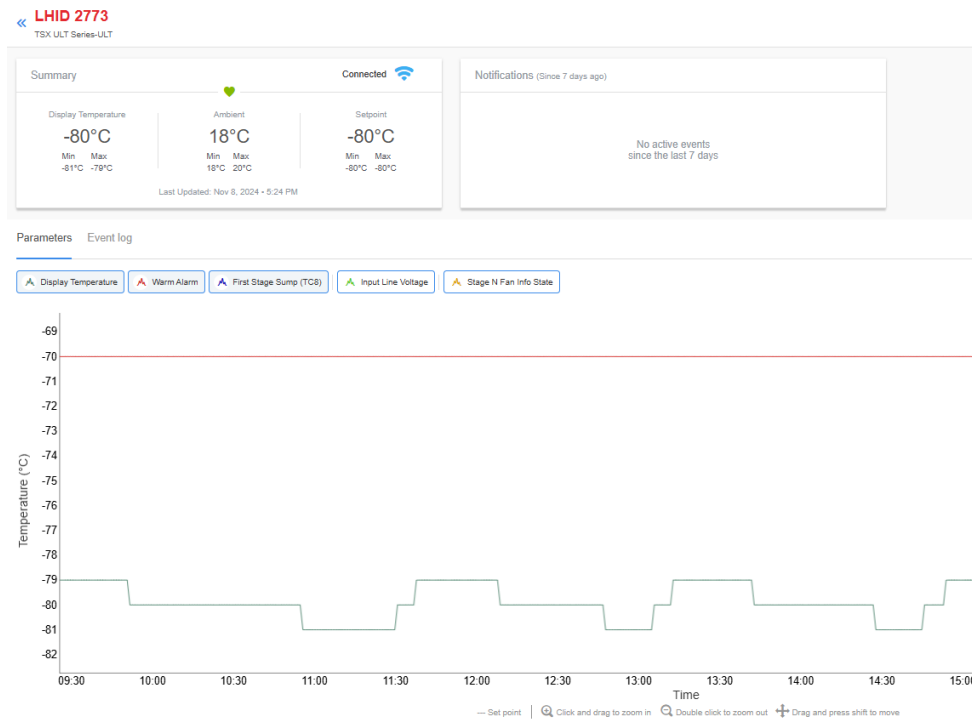 LHID 2773
TSX ULT Series-ULT
Summary
Connected
Notifications (Since 7 days ago)
Display Temperature
Ambient
Setpoint
-80°C
18°C
-80°C
Min Max
Min Max
Min Max
-81°C -79°C
18°C 20°C
-80°C -80°C
Last Updated: Nov 8, 2024 • 5:24 PM
No active events
since the last 7 days
Parameters
Event log
Display Temperature
Warm Alarm
First Stage Sump (TC8)
Input Line Voltage
Stage N Fan Info State
Temperature (°C)
-69
-70
-71
-72
-73
-74
-75
-76
-77
-78
-79
-80
-81
-82
09:30 10:00 10:30 11:00 11:30 12:00 12:30 13:00 13:30 14:00 14:30 15:00
Time
— Set point
Click and drag to zoom in
Double click to zoom out
Drag and press shift to move